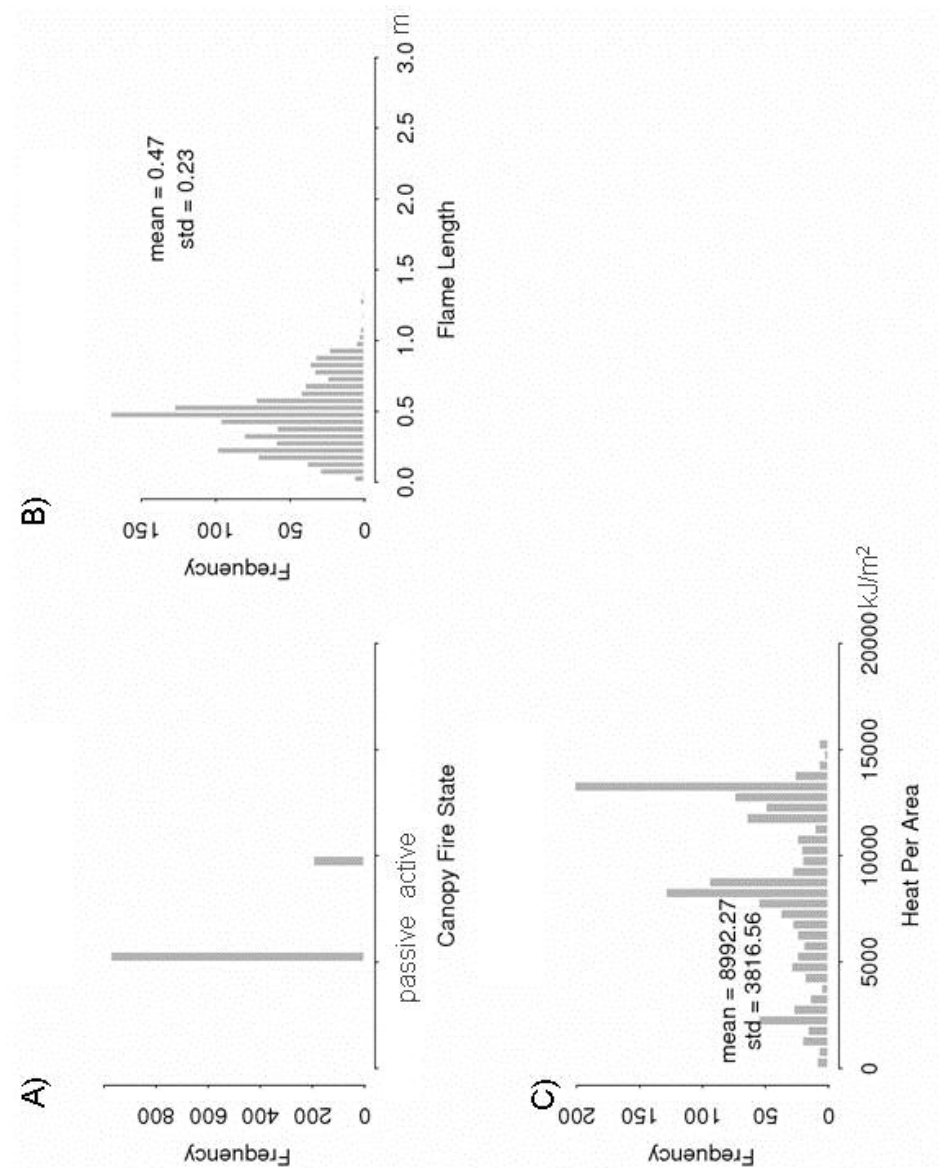 A)
Frequency
0 200 400 600 800
passive active
Canopy Fire State
B)
Frequency
0 50 100 150
mean = 0.47
std = 0.23
0.0 0.5 1.0 1.5 2.0 2.5 3.0 m
Flame Length
C)
Frequency
0 50 100 150 200
mean = 8992.27
std = 3816.56
0 5000 10000 15000 20000 kJ/m²
Heat Per Area